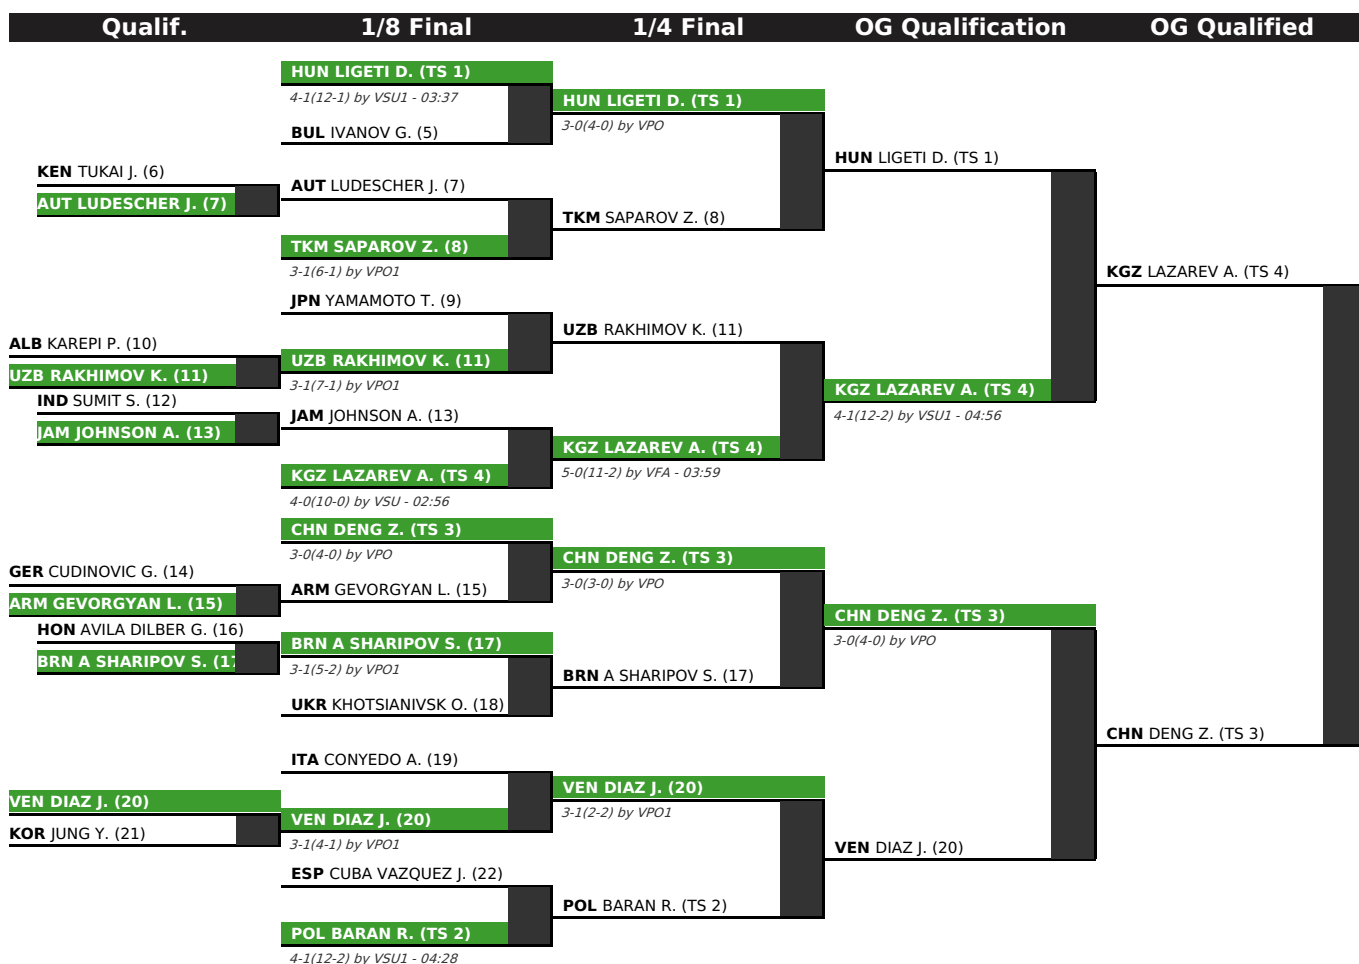 Qualif.
1/8 Final
1/4 Final
OG Qualification
OG Qualified
HUN LIGETI D. (TS 1)
4-1(12-1) by VSU1 - 03:37
BUL IVANOV G. (5)
KEN TUKAI J. (6)
AUT LUDESCHER J. (7)
AUT LUDESCHER J. (7)
TKM SAPAROV Z. (8)
3-1(6-1) by VPO1
JPN YAMAMOTO T. (9)
ALB KAREPI P. (10)
UZB RAKHIMOV K. (11)
UZB RAKHIMOV K. (11)
3-1(7-1) by VPO1
IND SUMIT S. (12)
JAM JOHNSON A. (13)
JAM JOHNSON A. (13)
KGZ LAZAREV A. (TS 4)
4-0(10-0) by VSU - 02:56
CHN DENG Z. (TS 3)
3-0(4-0) by VPO
GER CUDINOVIC G. (14)
ARM GEVORGYAN L. (15)
ARM GEVORGYAN L. (15)
HON AVILA DILBER G. (16)
BRN A SHARIPOV S. (17
BRN A SHARIPOV S. (17)
3-1(5-2) by VPO1
UKR KHOTSIANIVSK O. (18)
ITA CONYEDO A. (19)
VEN DIAZ J. (20)
KOR JUNG Y. (21)
VEN DIAZ J. (20)
3-1(4-1) by VPO1
ESP CUBA VAZQUEZ J. (22)
POL BARAN R. (TS 2)
4-1(12-2) by VSU1 - 04:28
HUN LIGETI D. (TS 1)
3-0(4-0) by VPO
TKM SAPAROV Z. (8)
UZB RAKHIMOV K. (11)
KGZ LAZAREV A. (TS 4)
5-0(11-2) by VFA - 03:59
CHN DENG Z. (TS 3)
3-0(3-0) by VPO
BRN A SHARIPOV S. (17)
VEN DIAZ J. (20)
3-1(2-2) by VPO1
POL BARAN R. (TS 2)
HUN LIGETI D. (TS 1)
KGZ LAZAREV A. (TS 4)
4-1(12-2) by VSU1 - 04:56
CHN DENG Z. (TS 3)
3-0(4-0) by VPO
VEN DIAZ J. (20)
KGZ LAZAREV A. (TS 4)
CHN DENG Z. (TS 3)